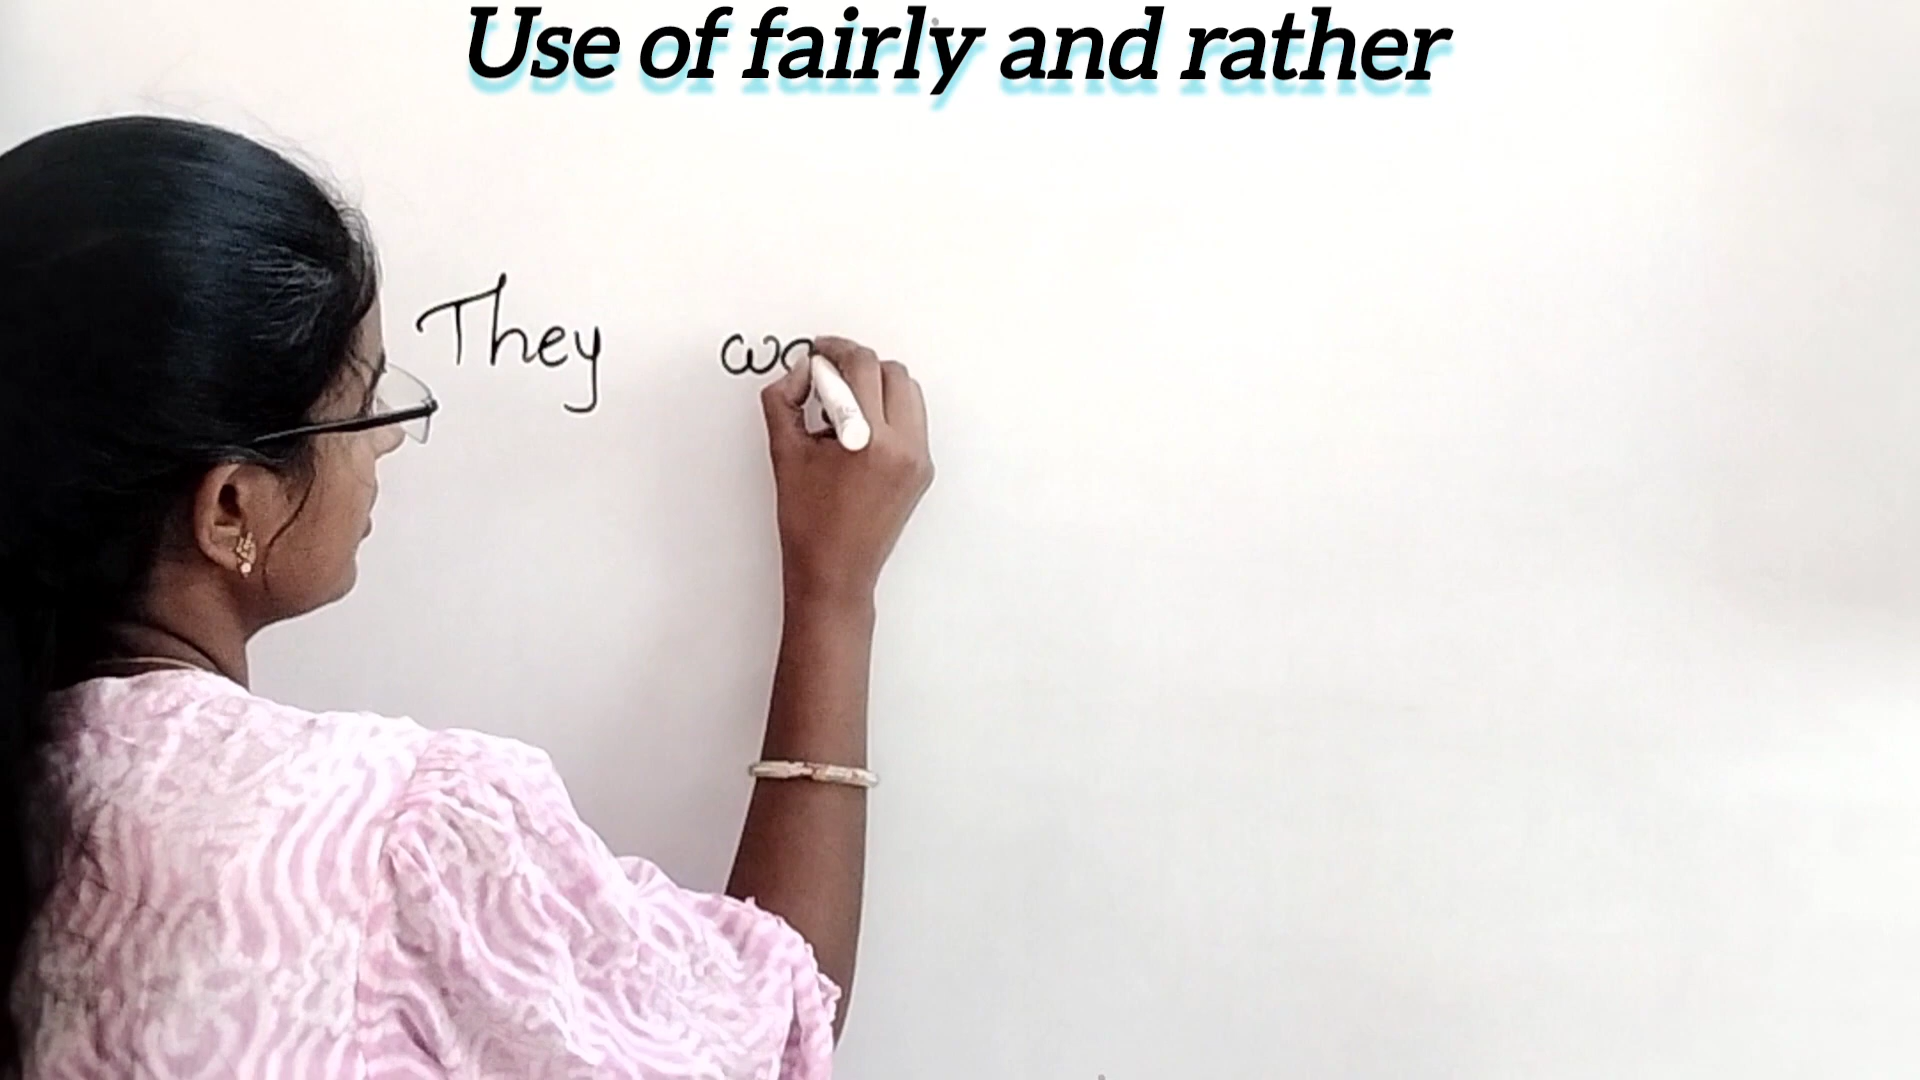 Use of fairly and rather
They